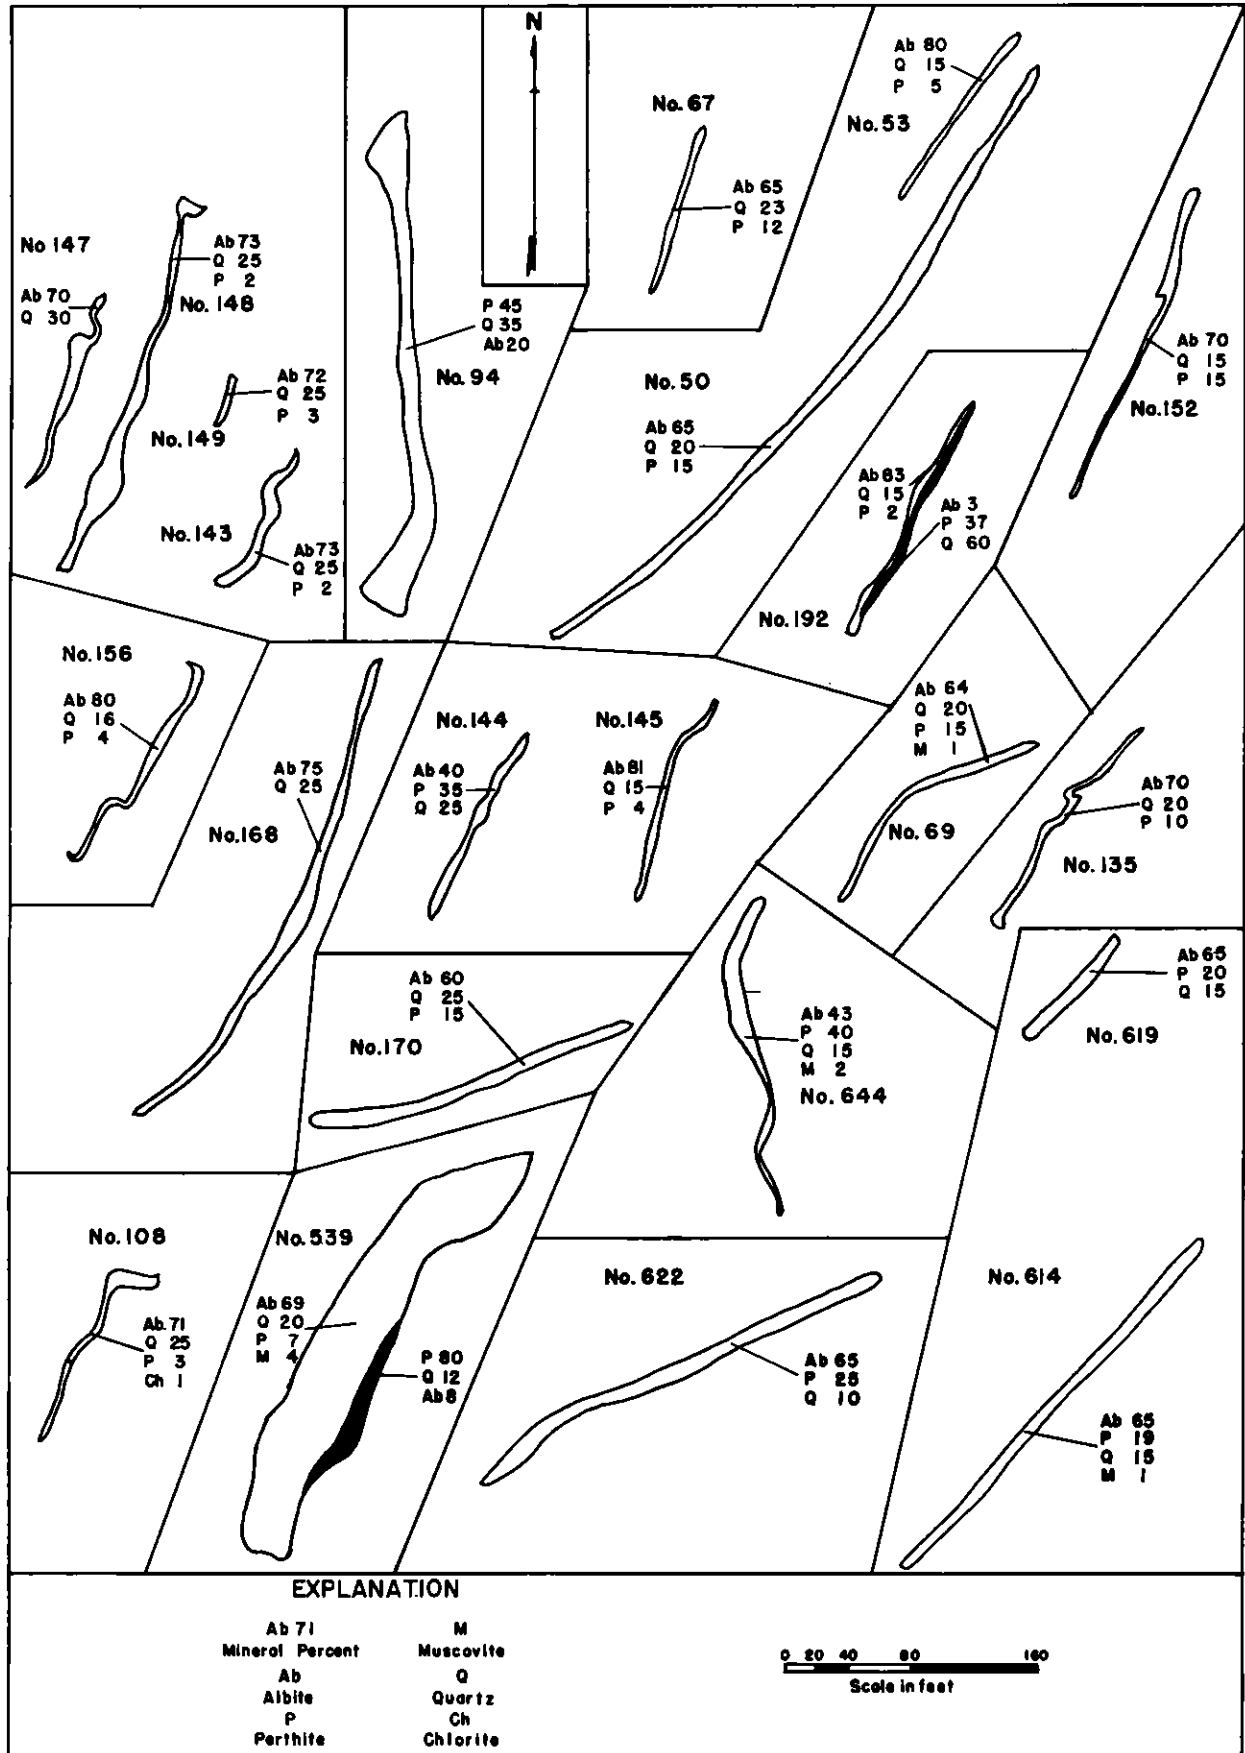 N
No. 67
Ab 65
Q 23
P 12
Ab 80
Q 15
P 5
No. 53
No 147
Ab 70
Q 30
Ab 73
Q 25
P 2
No. 148
Ab 72
Q 25
P 3
No. 149
No. 143
Ab 73
Q 25
P 2
P 45
Q 35
Ab 20
No. 94
No. 50
Ab 65
Q 20
P 15
Ab 70
Q 15
P 15
No. 152
Ab 83
Q 15
P 2
Ab 3
P 37
Q 60
No. 192
No. 156
Ab 80
Q 16
P 4
Ab 75
Q 25
No. 168
No. 144
Ab 40
P 35
Q 25
No. 145
Ab 81
Q 15
P 4
Ab 64
Q 20
P 15
M 1
No. 69
Ab 70
Q 20
P 10
No. 135
Ab 60
Q 25
P 15
No. 170
Ab 43
P 40
Q 15
M 2
No. 644
Ab 65
P 20
Q 15
No. 619
No. 108
Ab. 71
Q 25
P 3
Ch 1
No. 539
Ab 69
Q 20
P 7
M 4
P 80
Q 12
Ab 8
No. 622
Ab 65
P 25
Q 10
No. 614
Ab 65
P 19
Q 15
M 1
EXPLANATION
Ab 71
Mineral Percent
Ab
Albite
P
Perthite
M
Muscovite
Q
Quartz
Ch
Chlorite
0 20 40 80 160
Scale in feet